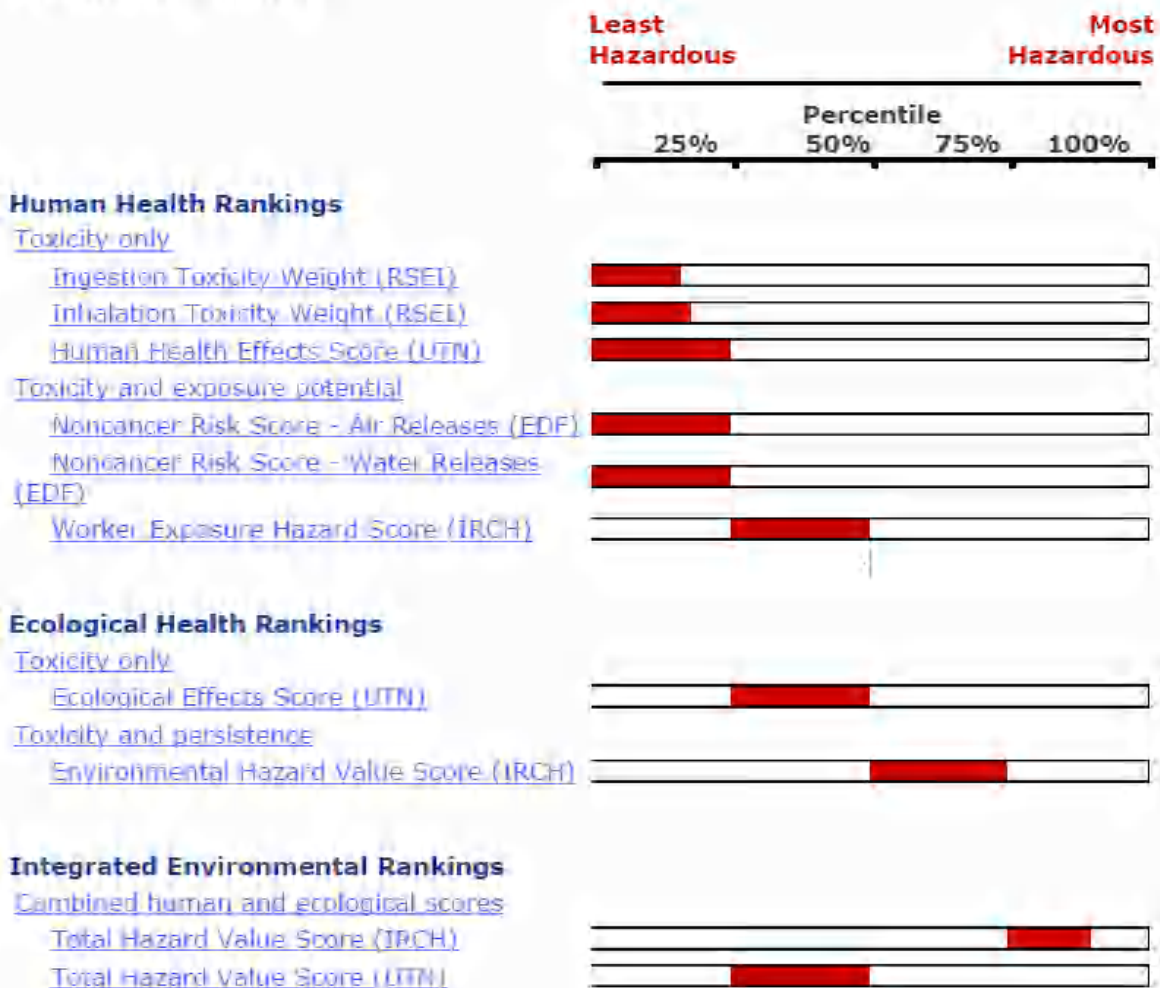 Least Most
Hazardous Hazardous
Percentile
25% 50% 75% 100%
Human Health Rankings
Toxicity only
Ingestion Toxicity Weight (RSEI)
Inhalation Toxicity Weight (RSEI)
Human Health Effects Score (UTN)
Toxicity and exposure potential
Noncancer Risk Score - Air Releases (EDF)
Noncancer Risk Score - Water Releases
(EDF)
Worker Exposure Hazard Score (IRCH)
Ecological Health Rankings
Toxicity only
Ecological Effects Score (UTN)
Toxicity and persistence
Environmental Hazard Value Score (IRCH)
Integrated Environmental Rankings
Combined human and ecological scores
Total Hazard Value Score (IRCH)
Total Hazard Value Score (UTN)